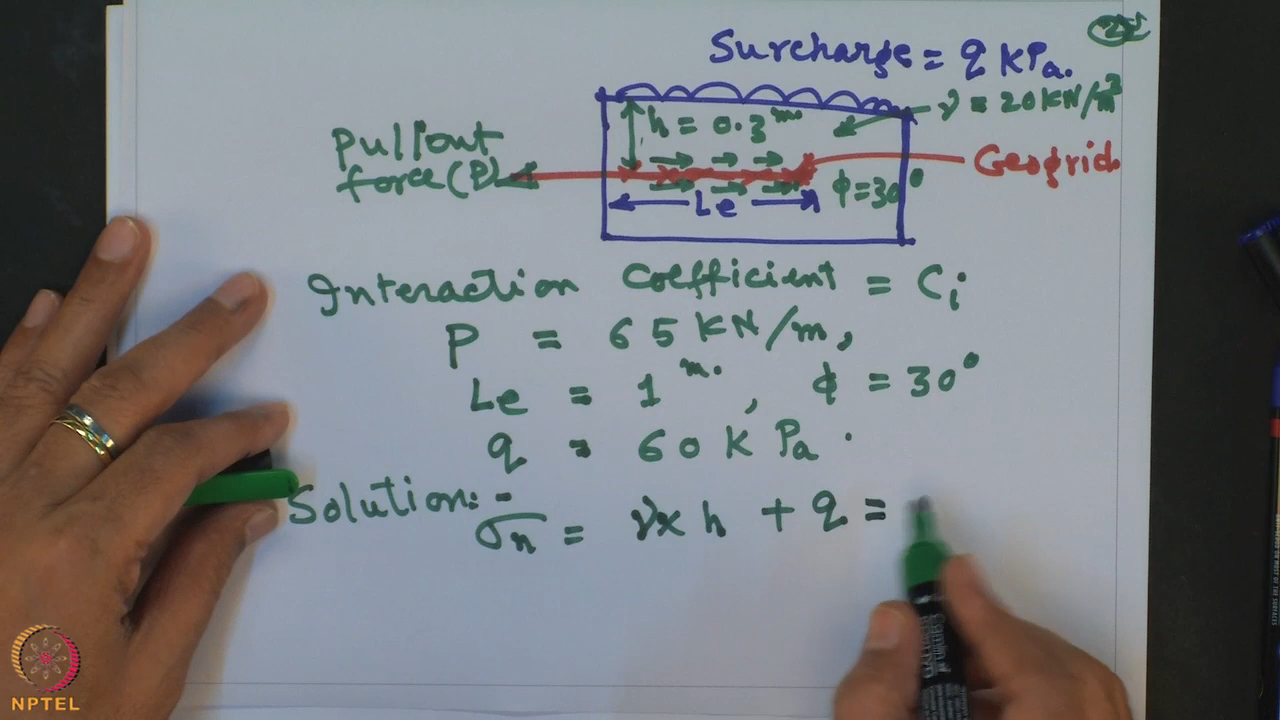 Surcharge = q kPa.
γ = 20 KN/m³
h = 0.3 m
Pullout
force (P)
Geogrid
Le
φ = 30°
Interaction Coefficient = Ci
P = 65 KN/m,
Le = 1 m. , φ = 30°
q = 60 K Pa.
Solution:-
σn = γ x h + q =
NPTEL